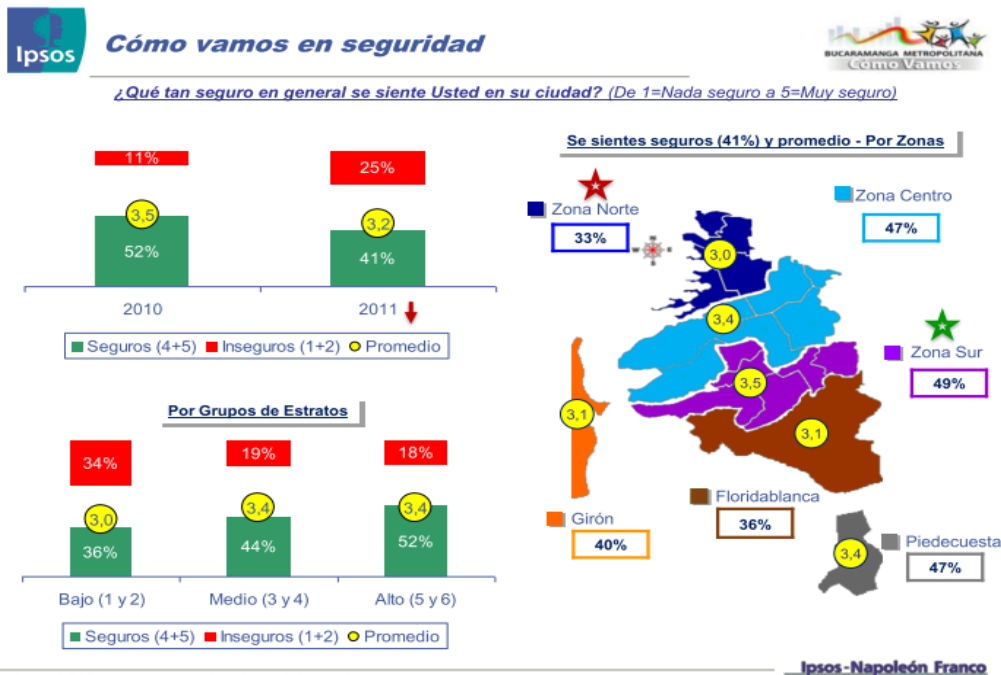 Ipsos
Cómo vamos en seguridad
BUCARAMANGA METROPOLITANA
Cómo Vamos
¿Qué tan seguro en general se siente Usted en su ciudad? (De 1=Nada seguro a 5=Muy seguro)
11%
25%
3,5
3,2
52%
41%
2010
2011
Seguros (4+5) Inseguros (1+2) Promedio
Por Grupos de Estratos
34%
19%
18%
3,0
3,4
3,4
36%
44%
52%
Bajo (1 y 2)
Medio (3 y 4)
Alto (5 y 6)
Seguros (4+5) Inseguros (1+2) Promedio
Se sientes seguros (41%) y promedio - Por Zonas
Zona Norte
33%
Zona Centro
47%
N
W E
S
3,0
3,4
Zona Sur
49%
3,5
3,1
3,1
Floridablanca
36%
Girón
40%
3,4
Piedecuesta
47%
Ipsos-Napoleón Franco